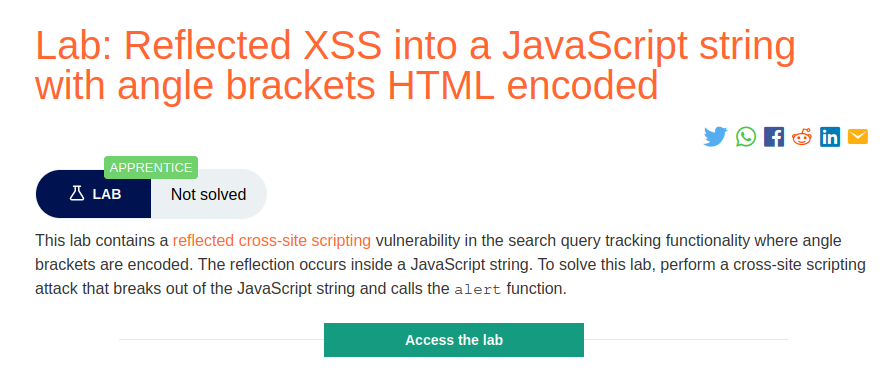 Lab: Reflected XSS into a JavaScript string
with angle brackets HTML encoded
APPRENTICE
LAB
Not solved
This lab contains a reflected cross-site scripting vulnerability in the search query tracking functionality where angle
brackets are encoded. The reflection occurs inside a JavaScript string. To solve this lab, perform a cross-site scripting
attack that breaks out of the JavaScript string and calls the alert function.
Access the lab